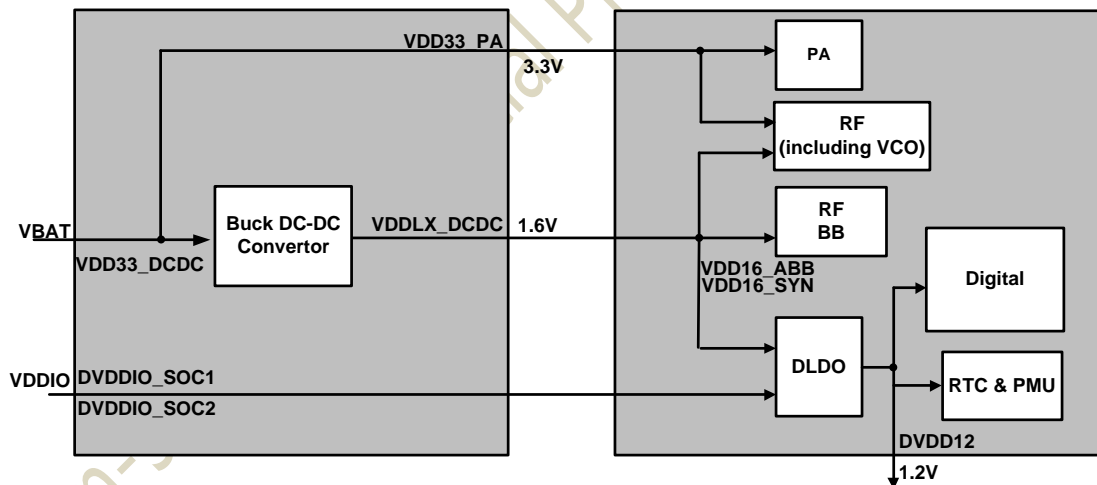 VDD33_PA
3.3V
PA
RF
(including VCO)
Buck DC-DC
Convertor
VBAT
VDD33_DCDC
VDDLX_DCDC
1.6V
RF
BB
VDD16_ABB
VDD16_SYN
Digital
VDDIO
DVDDIO_SOC1
DVDDIO_SOC2
DLDO
RTC & PMU
DVDD12
1.2V